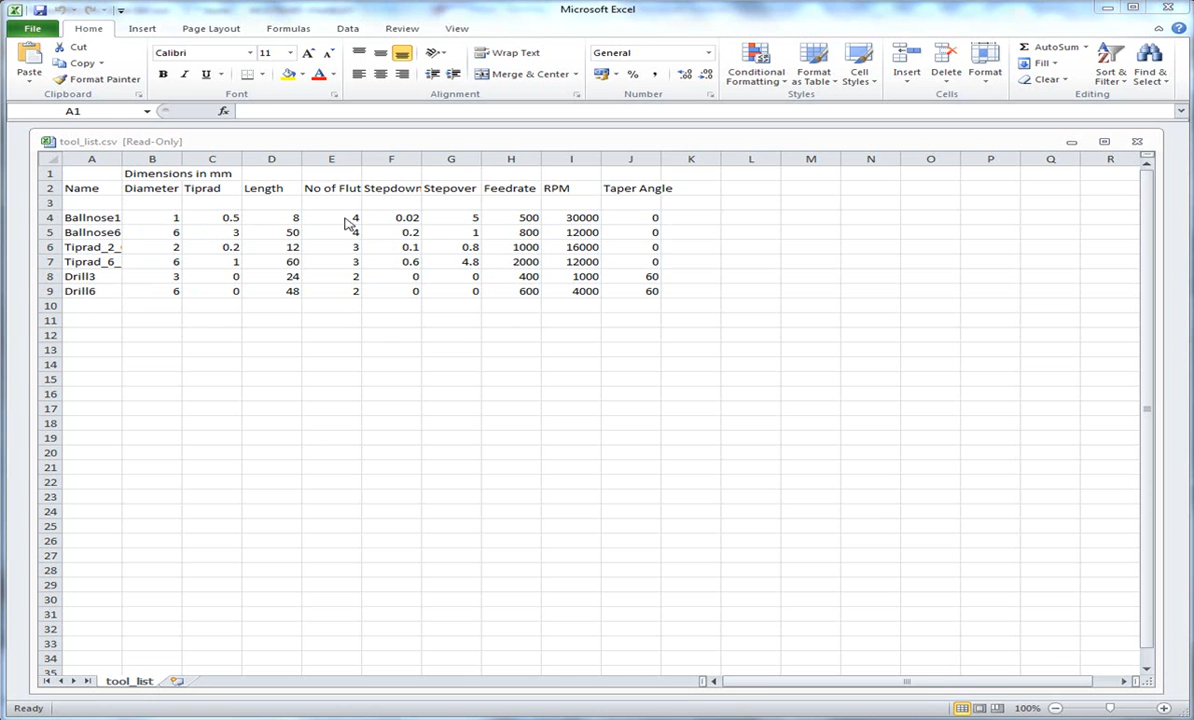 Microsoft Excel
File Home Insert Page Layout Formulas Data Review View
Paste Cut Copy Format Painter Clipboard
Calibri 11 A A B I U A Font
Wrap Text Merge & Center Alignment
General % , Number
Conditional Formatting Format as Table Cell Styles Styles
Insert Delete Format Cells
Σ AutoSum Fill Clear Sort & Filter Find & Select Editing
A1 fx
tool_list.csv [Read-Only]
A B C D E F G H I J K L M N O P Q R
1 Dimensions in mm
2 Name Diameter Tiprad Length No of Flut Stepdown Stepover Feedrate RPM Taper Angle
3
4 Ballnose1 1 0.5 8 4 0.02 5 500 30000 0
5 Ballnose6 6 3 50 4 0.2 1 800 12000 0
6 Tiprad_2_ 2 0.2 12 3 0.1 0.8 1000 16000 0
7 Tiprad_6_ 6 1 60 3 0.6 4.8 2000 12000 0
8 Drill3 3 0 24 2 0 0 400 1000 60
9 Drill6 6 0 48 2 0 0 600 4000 60
10
11
12
13
14
15
16
17
18
19
20
21
22
23
24
25
26
27
28
29
30
31
32
33
34
35
tool_list
Ready 100%